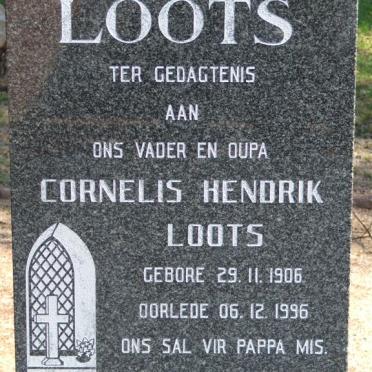 LOOTS
TER GEDAGTENIS
AAN
ONS VADER EN OUPA
CORNELIS HENDRIK
LOOTS
GEBORE 29.11.1906
OORLEDE 06.12.1996
ONS SAL VIR PAPPA MIS.